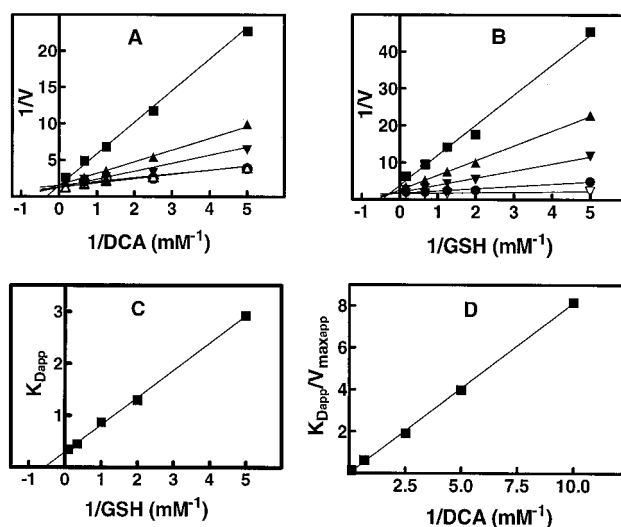 A
1/V
20
15
10
5
-1 0 1 2 3 4 5
1/DCA (mM⁻¹)
B
1/V
40
30
20
10
-1 0 1 2 3 4 5
1/GSH (mM⁻¹)
C
K_Dapp
3
2
1
-1 0 1 2 3 4 5
1/GSH (mM⁻¹)
D
K_Dapp/V_maxapp
8
6
4
2
2.5 5.0 7.5 10.0
1/DCA (mM⁻¹)